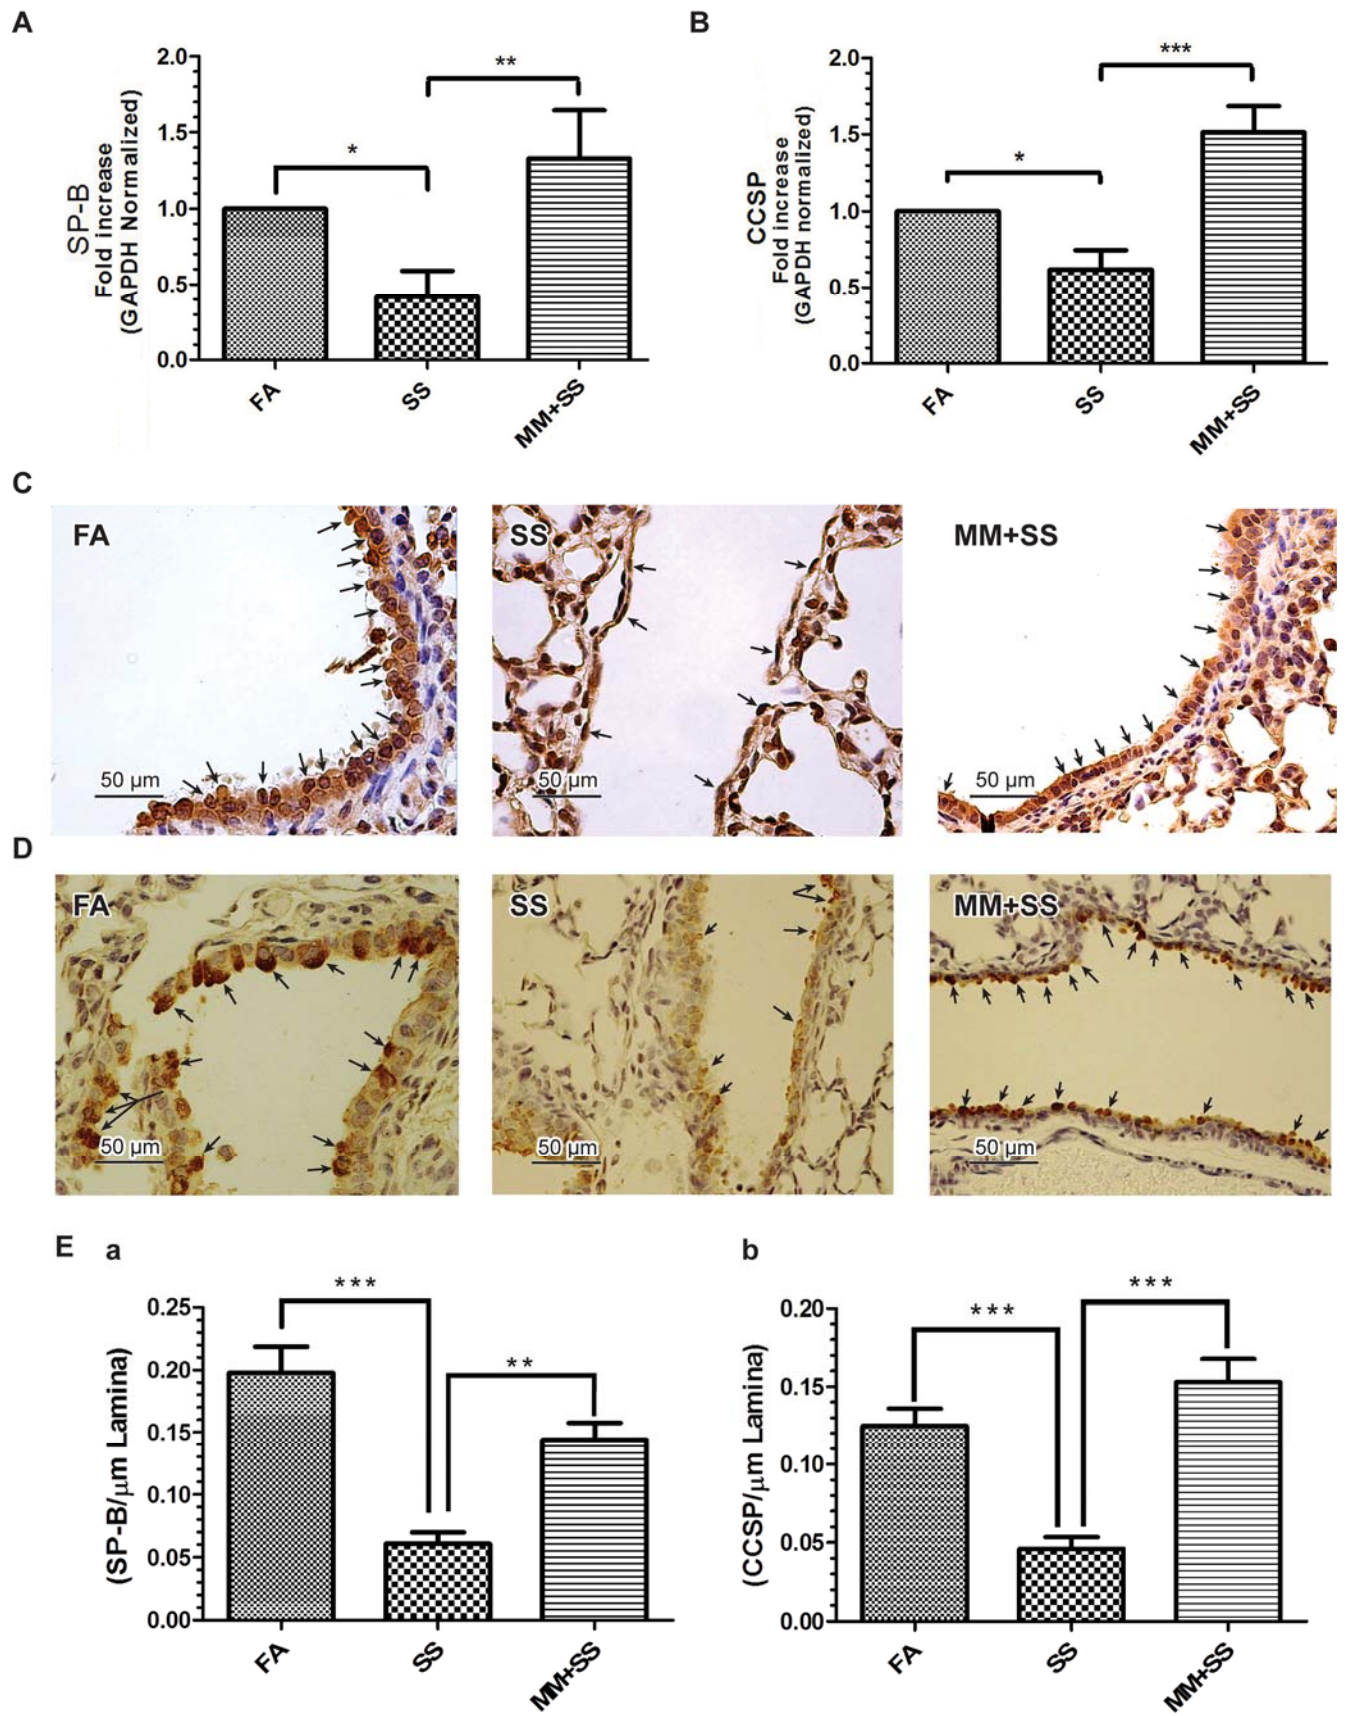 A
B
SP-B
Fold increase
(GAPDH Normalized)
2.0
1.5
1.0
0.5
0.0
*
**
FA
SS
MM+SS
CCSP
Fold increase
(GAPDH normalized)
2.0
1.5
1.0
0.5
0.0
*
***
FA
SS
MM+SS
C
FA
50 µm
SS
50 µm
MM+SS
50 µm
D
FA
50 µm
SS
50 µm
MM+SS
50 µm
E a
b
(SP-B/µm Lamina)
0.25
0.20
0.15
0.10
0.05
0.00
***
**
FA
SS
MM+SS
(CCSP/µm Lamina)
0.20
0.15
0.10
0.05
0.00
***
***
FA
SS
MM+SS